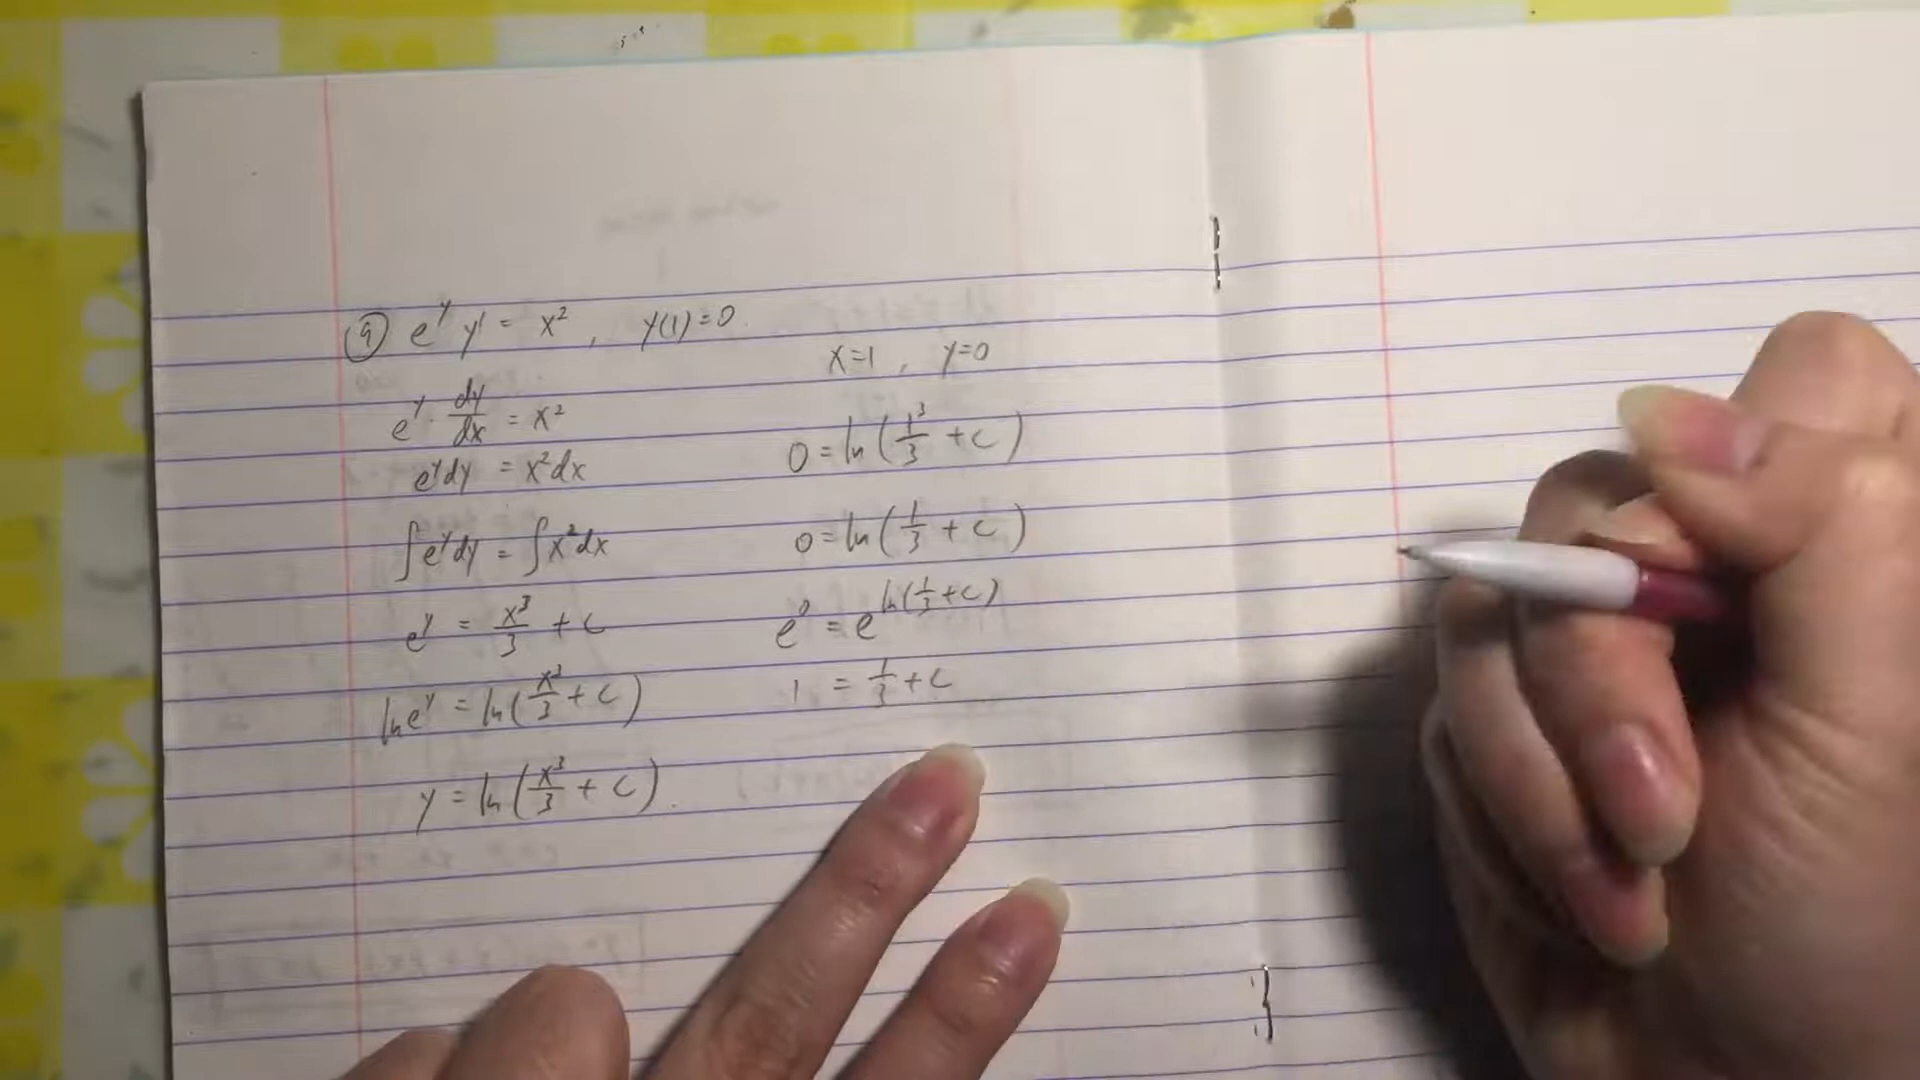 9) e^y y' = x², y(1)=0
e^y · dy/dx = x²
e^y dy = x² dx
∫e^y dy = ∫x² dx
e^y = x³/3 + C
ln e^y = ln(x³/3 + C)
y = ln(x³/3 + C).
x=1, y=0
0 = ln(1³/3 + C)
0 = ln(1/3 + C)
e^0 = e^ln(1/3 + C)
1 = 1/3 + C